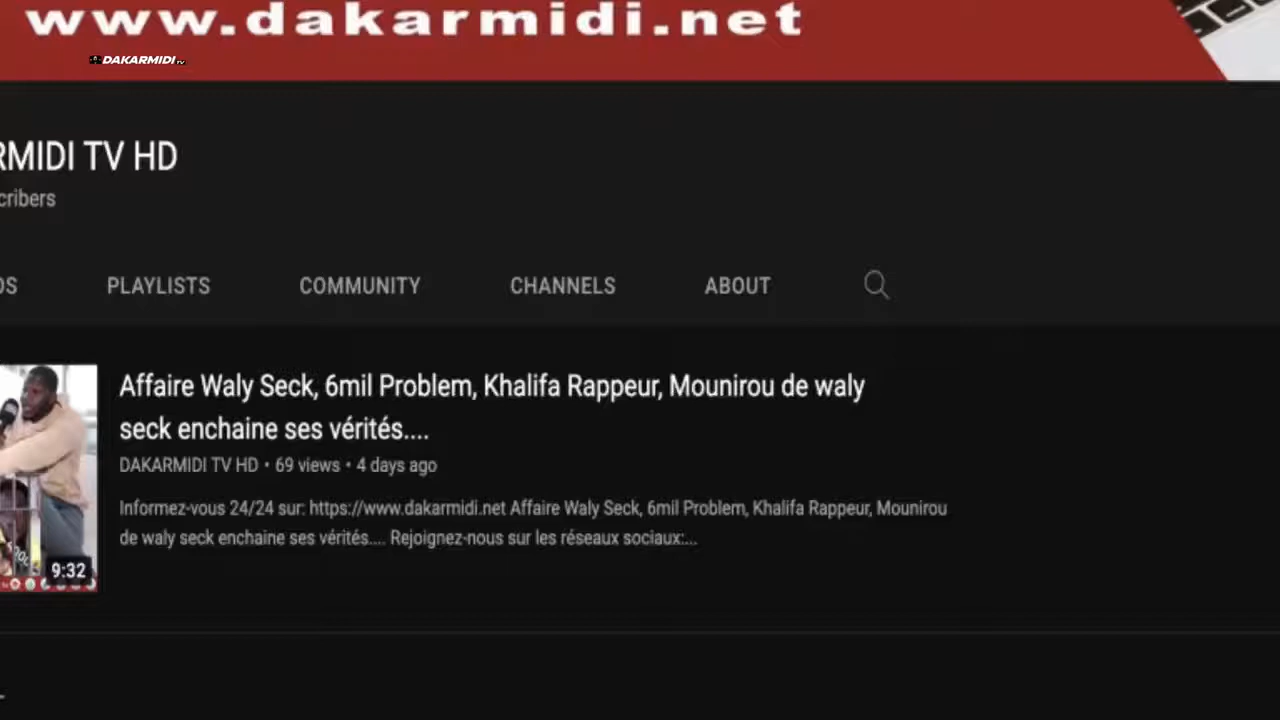 www.dakarmidi.net
DAKARMIDI TV
RMIDI TV HD
cribers
OS PLAYLISTS COMMUNITY CHANNELS ABOUT
Affaire Waly Seck, 6mil Problem, Khalifa Rappeur, Mounirou de waly
seck enchaine ses vérités....
DAKARMIDI TV HD • 69 views • 4 days ago
Informez-vous 24/24 sur: https://www.dakarmidi.net Affaire Waly Seck, 6mil Problem, Khalifa Rappeur, Mounirou
de waly seck enchaine ses vérités.... Rejoignez-nous sur les réseaux sociaux:...
9:32